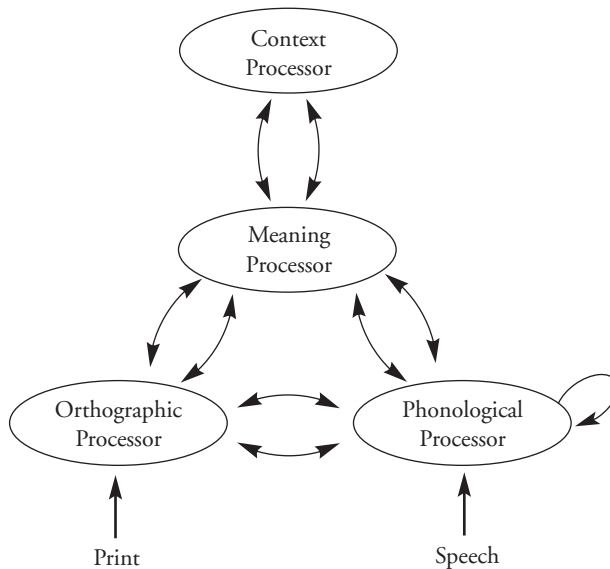 Context
Processor
Meaning
Processor
Orthographic
Processor
Phonological
Processor
Print
Speech